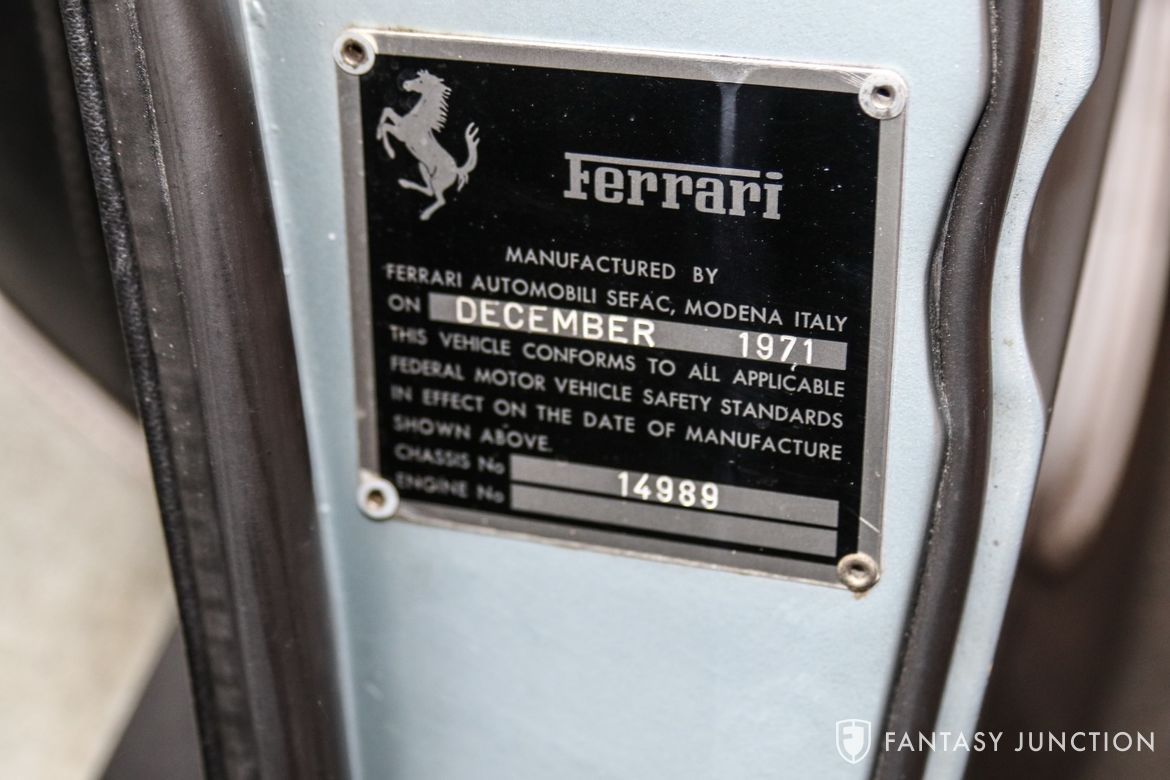 Ferrari
MANUFACTURED BY
FERRARI AUTOMOBILI SEFAC, MODENA ITALY
ON DECEMBER 1971
THIS VEHICLE CONFORMS TO ALL APPLICABLE
FEDERAL MOTOR VEHICLE SAFETY STANDARDS
IN EFFECT ON THE DATE OF MANUFACTURE
SHOWN ABOVE.
CHASSIS No 14989
ENGINE No
FANTASY JUNCTION